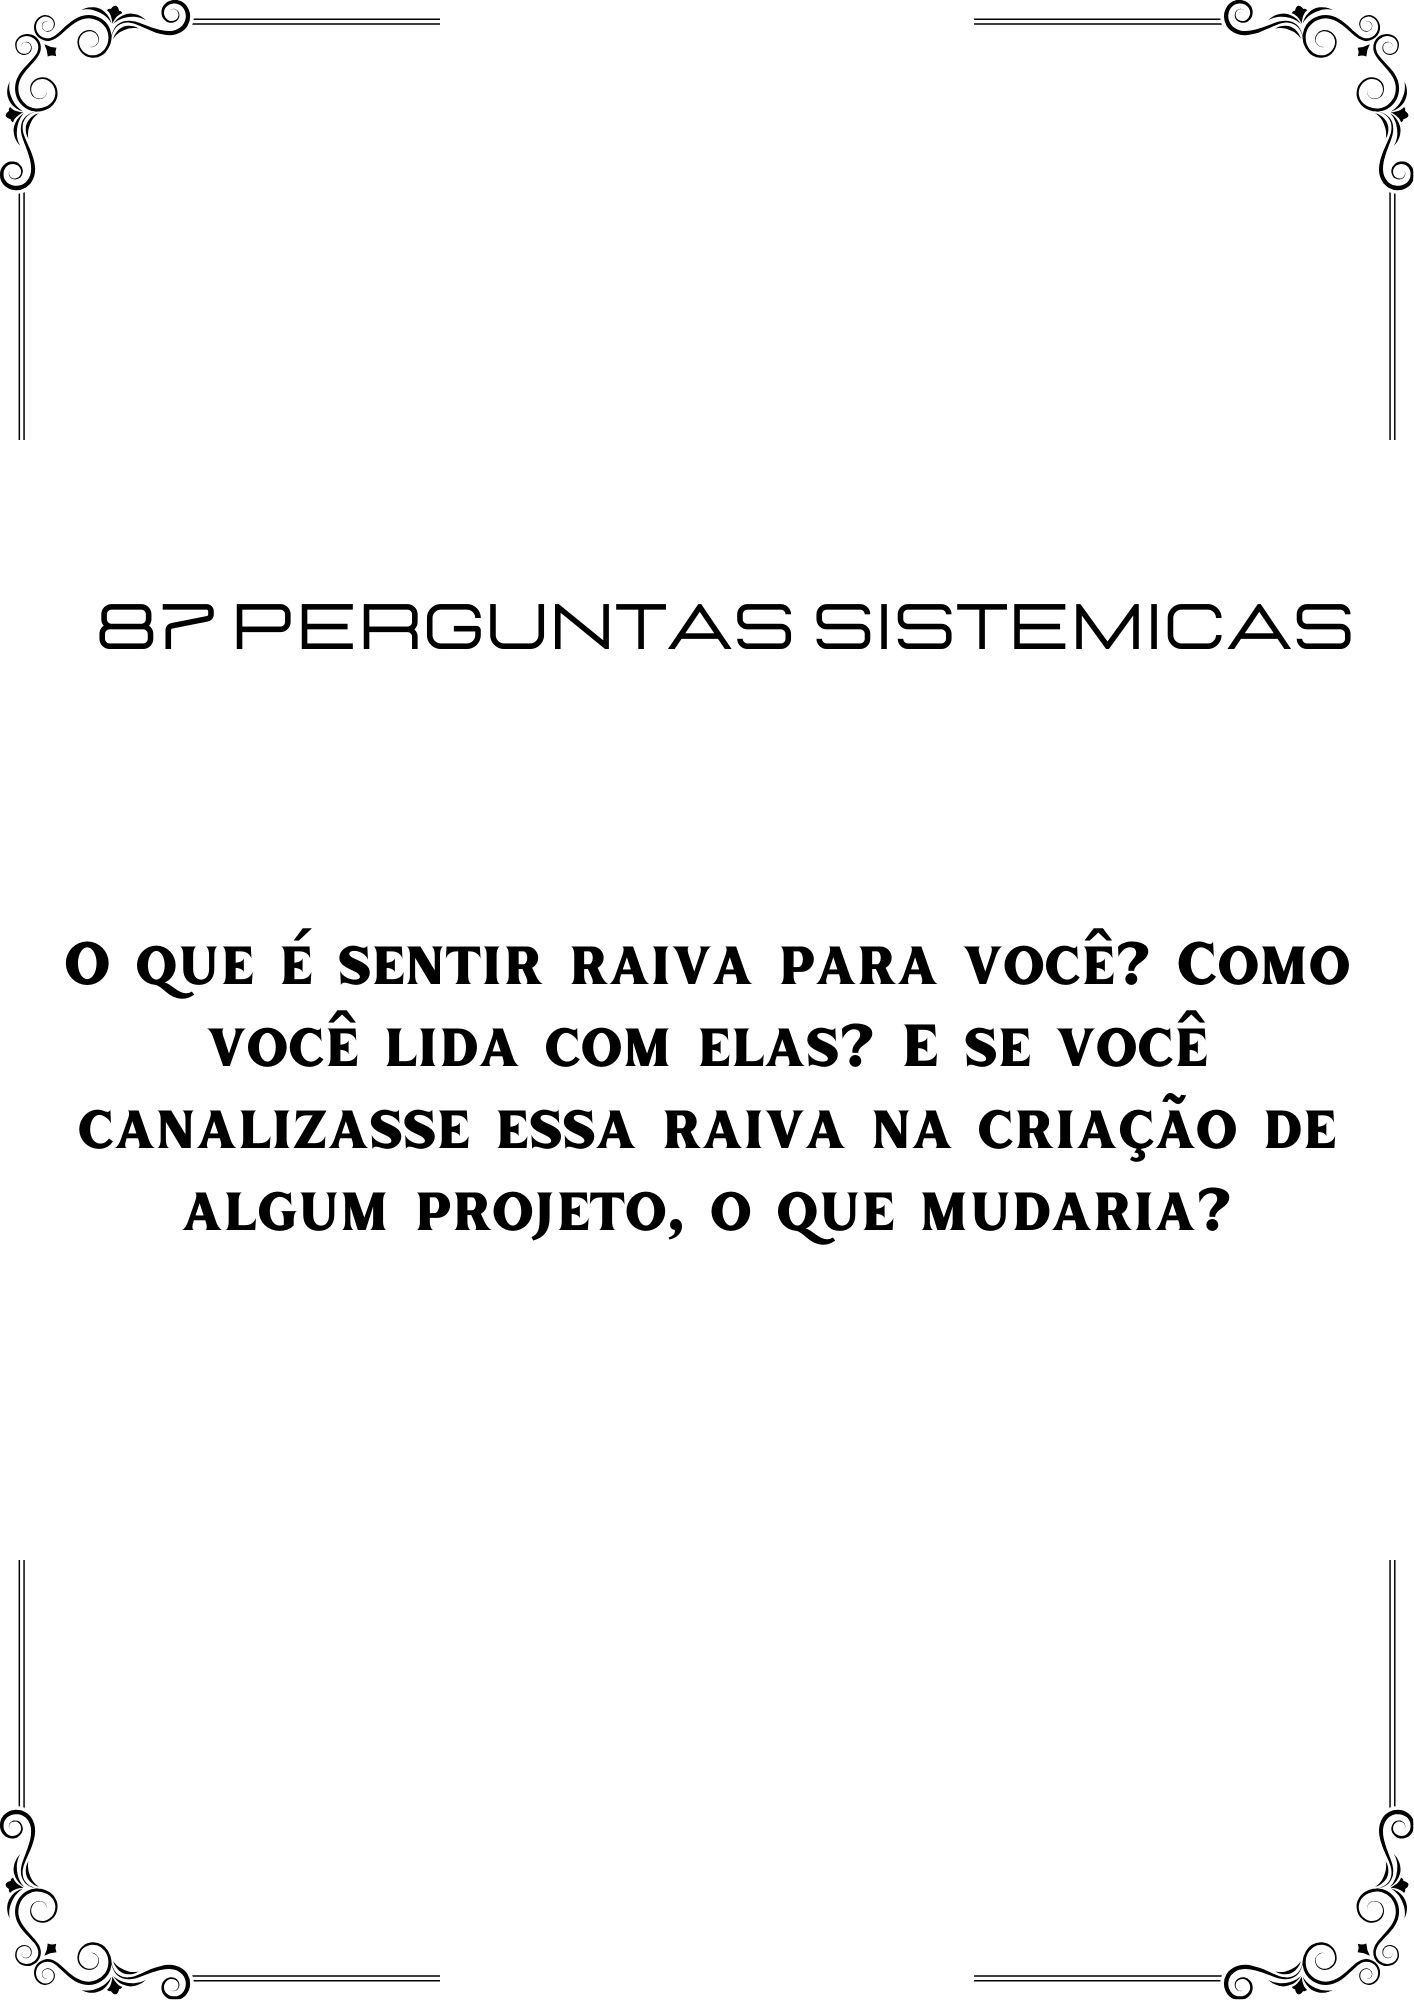 87 PERGUNTAS SISTEMICAS
O QUE É SENTIR RAIVA PARA VOCÊ? COMO
VOCÊ LIDA COM ELAS? E SE VOCÊ
CANALIZASSE ESSA RAIVA NA CRIAÇÃO DE
ALGUM PROJETO, O QUE MUDARIA?